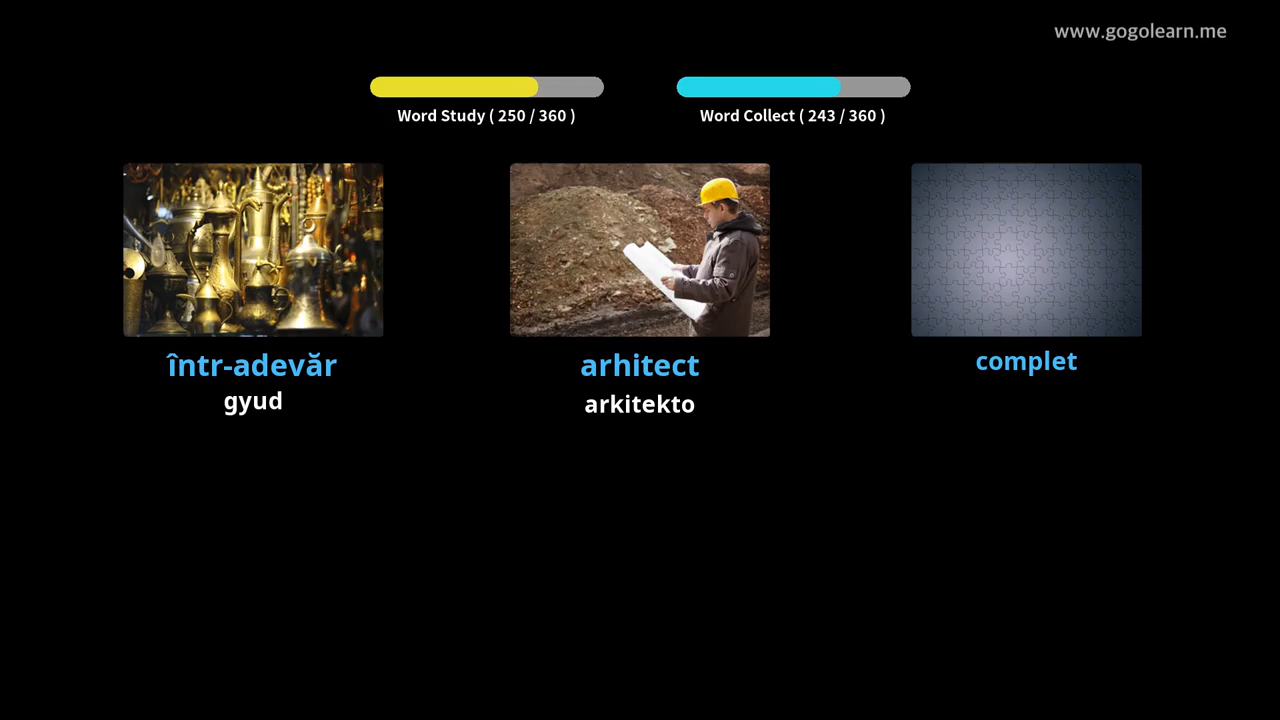 www.gogolearn.me
Word Study ( 250 / 360 )
Word Collect ( 243 / 360 )
într-adevăr
gyud
arhitect
arkitekto
complet